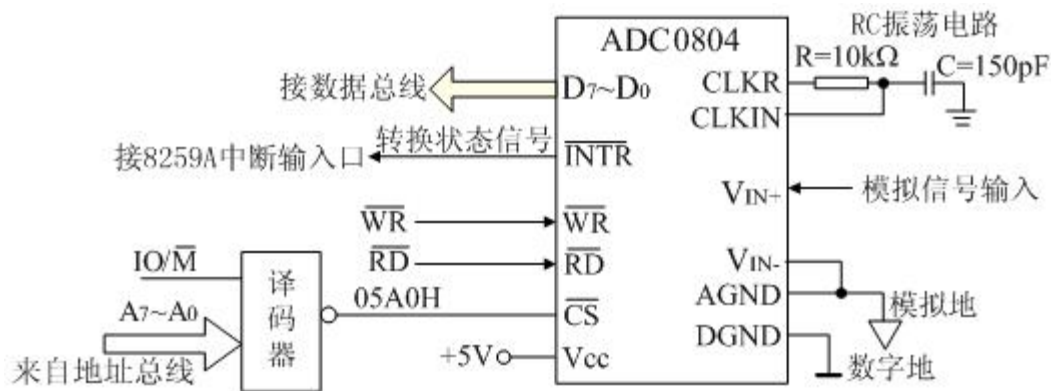 RC振荡电路
ADC0804
R=10kΩ
C=150pF
接数据总线
D7~D0
CLKR
CLKIN
转换状态信号
接8259A中断输入口
INTR
VIN+
模拟信号输入
WR
WR
RD
RD
VIN-
IO/M
译码器
05A0H
CS
AGND
模拟地
A7~A0
来自地址总线
+5V
Vcc
DGND
数字地